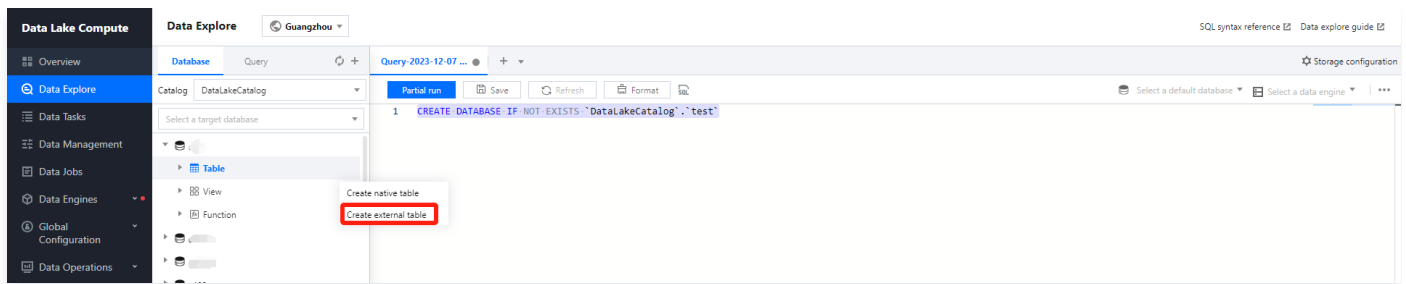 Data Lake Compute
Data Explore
Guangzhou
SQL syntax reference
Data explore guide
Overview
Data Explore
Data Tasks
Data Management
Data Jobs
Data Engines
Global
Configuration
Data Operations
Database
Query
Catalog
DataLakeCatalog
Select a target database
Table
View
Function
Create native table
Create external table
Query-2023-12-07 ...
Storage configuration
Partial run
Save
Refresh
Format
SQL
Select a default database
Select a data engine
1
CREATE DATABASE IF NOT EXISTS `DataLakeCatalog`.`test`